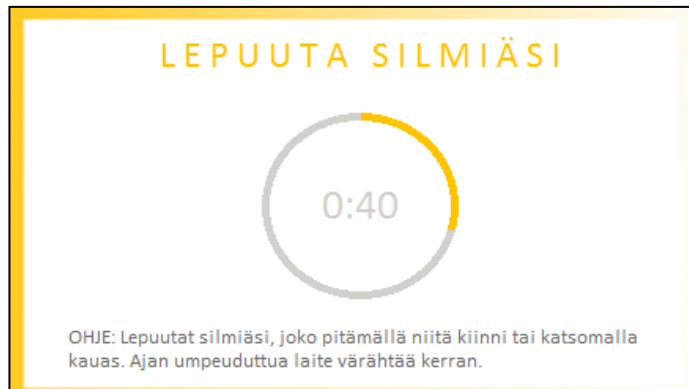 LEPUUTA SILMIÄSI
0:40
OHJE: Lepuutat silmiäsi, joko pitämällä niitä kiinni tai katsomalla
kauas. Ajan umpeuduttua laite värähtää kerran.